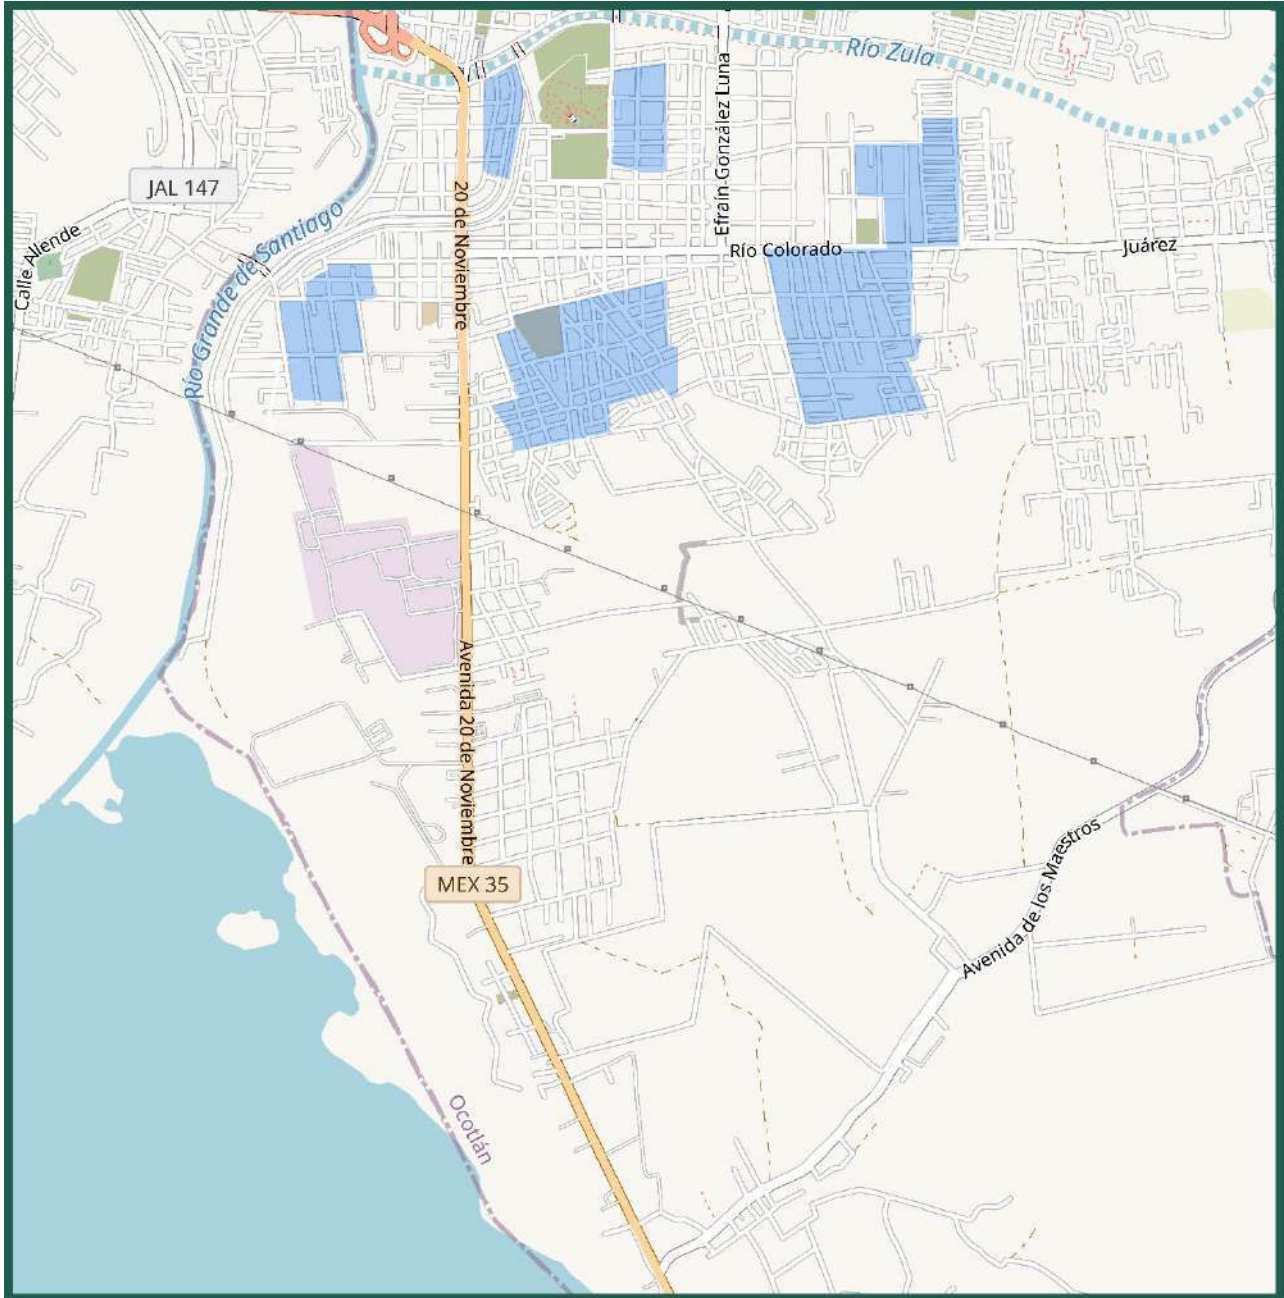 Río Zula
Efraín González Luna
JAL 147
20 de Noviembre
Río Grande de Santiago
Calle Allende
Río Colorado
Juárez
Avenida 20 de Noviembre
MEX 35
Avenida de los Maestros
Ocotlán